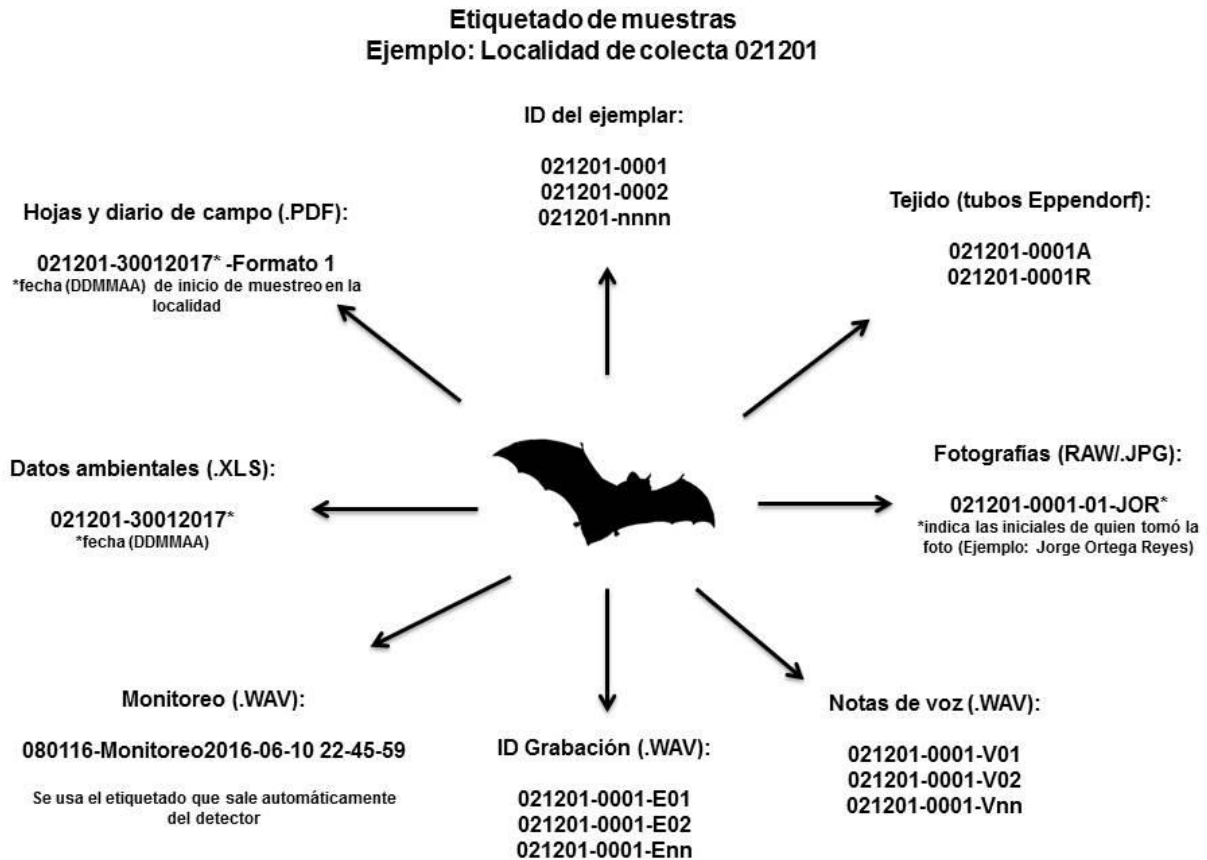 Etiquetado de muestras
Ejemplo: Localidad de colecta 021201
ID del ejemplar:
021201-0001
021201-0002
021201-nnnn
Hojas y diario de campo (.PDF):
021201-30012017* -Formato 1
*fecha (DDMMAA) de inicio de muestreo en la
localidad
Tejido (tubos Eppendorf):
021201-0001A
021201-0001R
Datos ambientales (.XLS):
021201-30012017*
*fecha (DDMMAA)
Fotografías (RAW/.JPG):
021201-0001-01-JOR*
*indica las iniciales de quien tomó la
foto (Ejemplo: Jorge Ortega Reyes)
Monitoreo (.WAV):
080116-Monitoreo2016-06-10 22-45-59
Se usa el etiquetado que sale automáticamente
del detector
ID Grabación (.WAV):
021201-0001-E01
021201-0001-E02
021201-0001-Enn
Notas de voz (.WAV):
021201-0001-V01
021201-0001-V02
021201-0001-Vnn